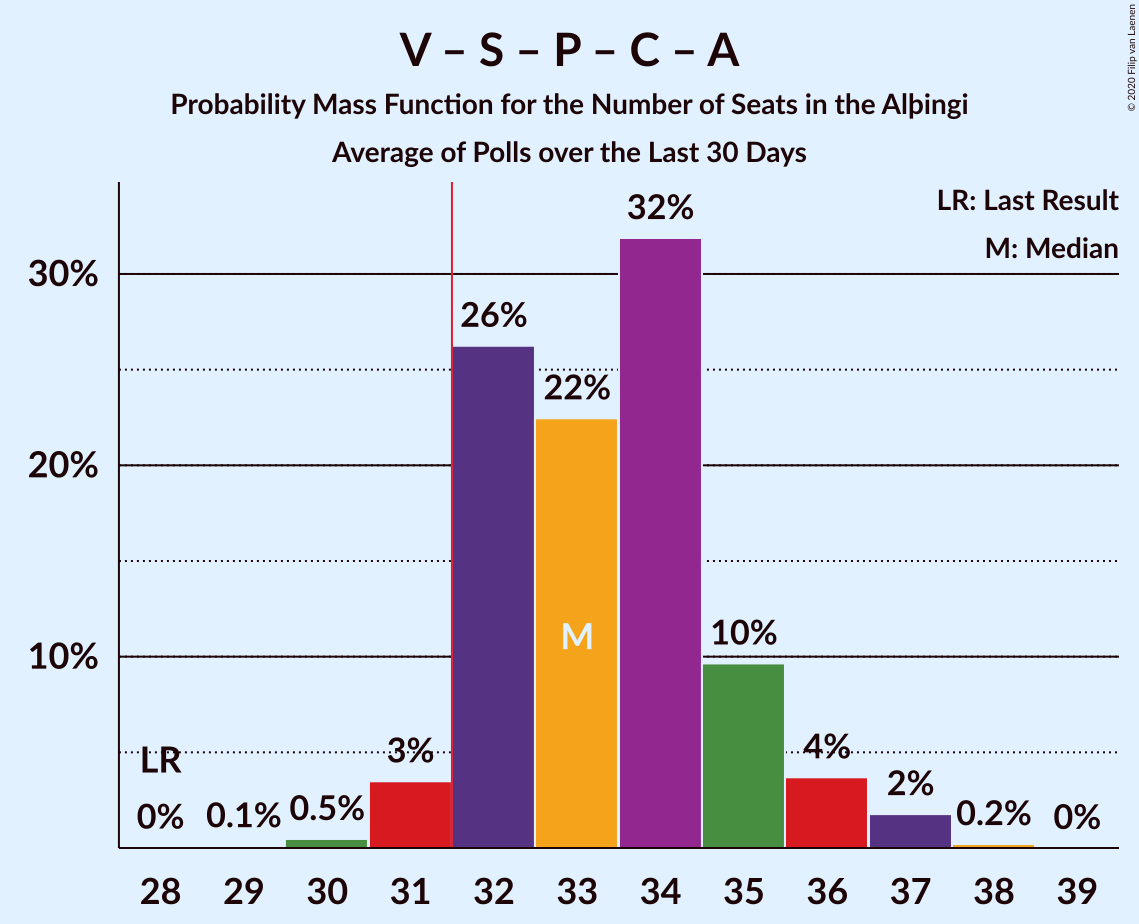 V – S – P – C – A
Probability Mass Function for the Number of Seats in the Alþingi
Average of Polls over the Last 30 Days
© 2020 Filip van Laenen
LR: Last Result
M: Median
30%
20%
10%
LR
0%
0.1%
0.5%
3%
26%
22%
M
32%
10%
4%
2%
0.2%
0%
28 29 30 31 32 33 34 35 36 37 38 39